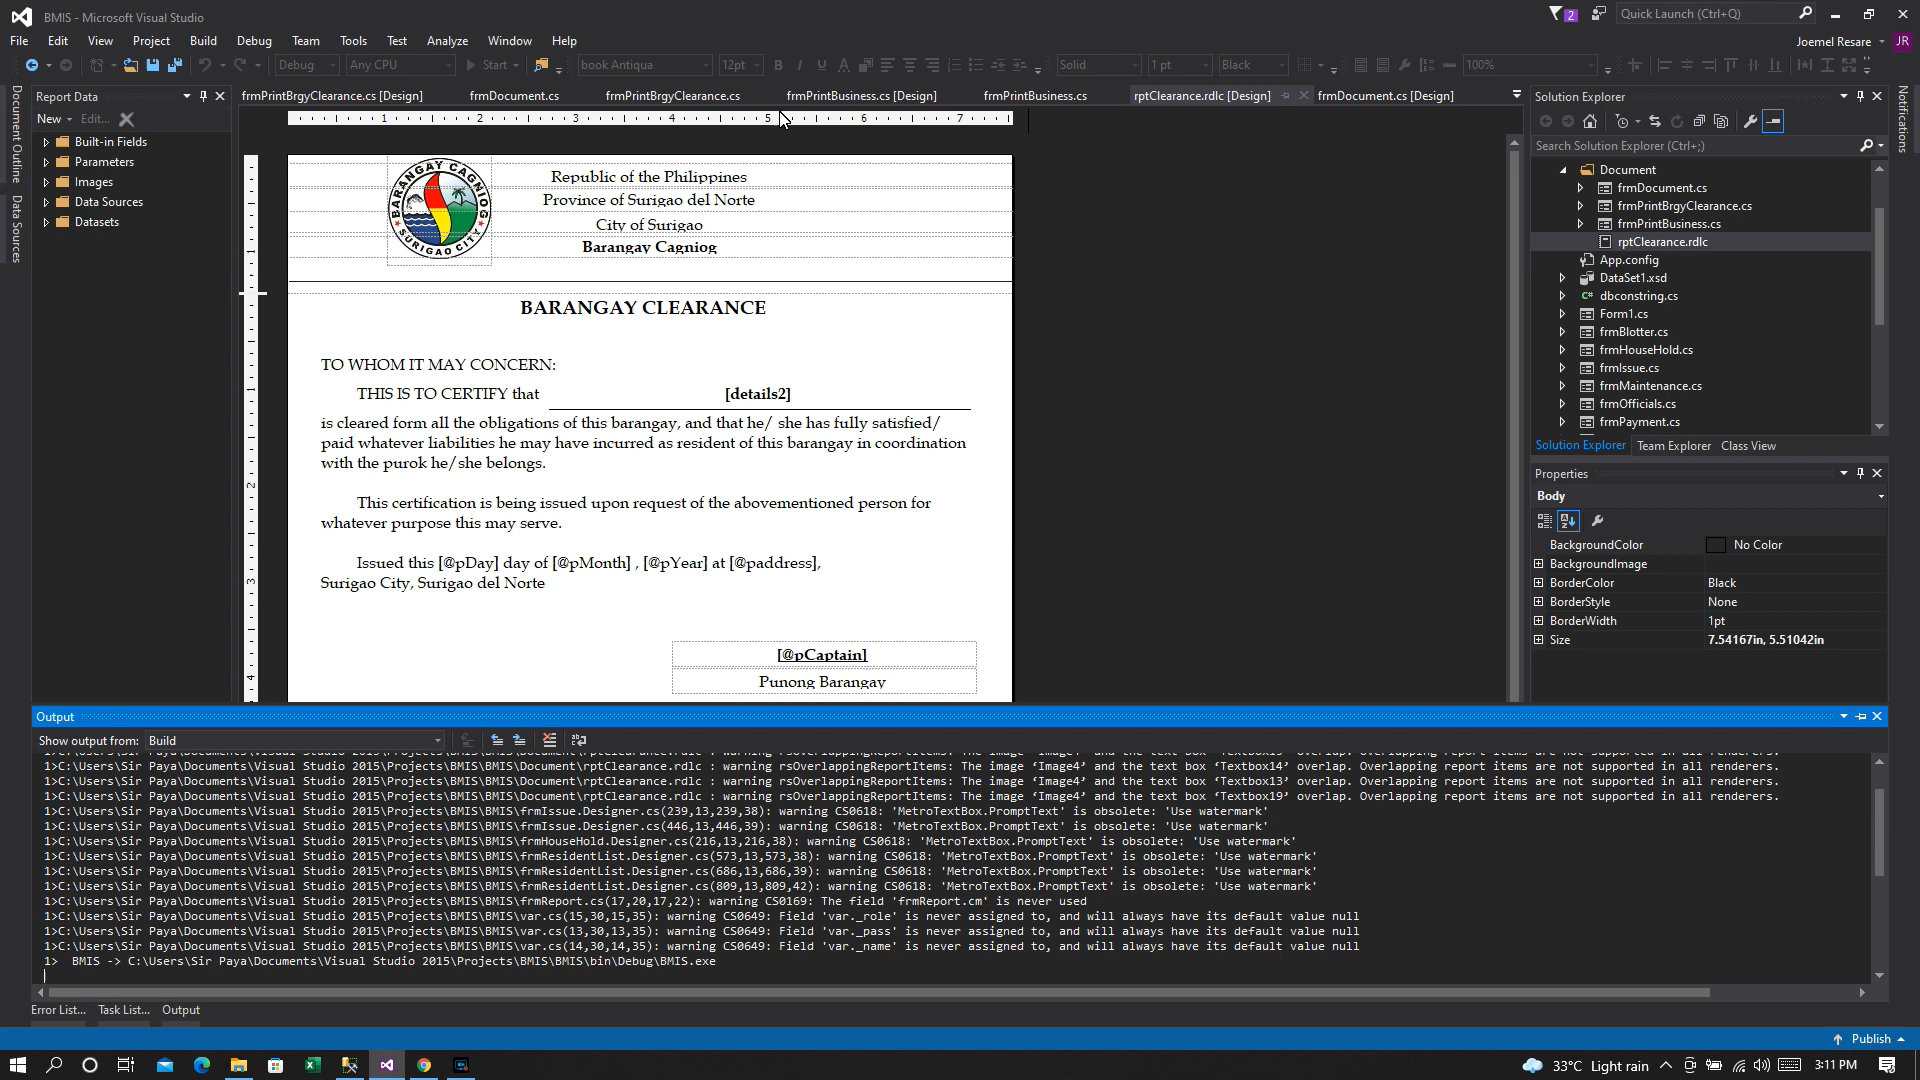 BMIS - Microsoft Visual Studio
2
Quick Launch (Ctrl+Q)
File Edit View Project Build Debug Team Tools Test Analyze Window Help
Joemel Resare JR
Debug Any CPU Start book Antiqua 12pt B I U A Solid 1 pt Black 100%
Document Outline
Data Sources
Report Data
New Edit...
Built-in Fields
Parameters
Images
Data Sources
Datasets
frmPrintBrgyClearance.cs [Design] frmDocument.cs frmPrintBrgyClearance.cs frmPrintBusiness.cs [Design] frmPrintBusiness.cs rptClearance.rdlc [Design] frmDocument.cs [Design]
1 2 3 4 5 6 7
1
1
2
3
4
BARANGAY CAGNIOG
SURIGAO CITY
Republic of the Philippines
Province of Surigao del Norte
City of Surigao
Barangay Cagniog
BARANGAY CLEARANCE
TO WHOM IT MAY CONCERN:
THIS IS TO CERTIFY that [details2]
is cleared form all the obligations of this barangay, and that he/ she has fully satisfied/
paid whatever liabilities he may have incurred as resident of this barangay in coordination
with the purok he/she belongs.
This certification is being issued upon request of the abovementioned person for
whatever purpose this may serve.
Issued this [@pDay] day of [@pMonth] , [@pYear] at [@paddress],
Surigao City, Surigao del Norte
[@pCaptain]
Punong Barangay
Solution Explorer
Search Solution Explorer (Ctrl+;)
Document
frmDocument.cs
frmPrintBrgyClearance.cs
frmPrintBusiness.cs
rptClearance.rdlc
App.config
DataSet1.xsd
dbconstring.cs
Form1.cs
frmBlotter.cs
frmHouseHold.cs
frmIssue.cs
frmMaintenance.cs
frmOfficials.cs
frmPayment.cs
Solution Explorer Team Explorer Class View
Notifications
Properties
Body
BackgroundColor No Color
BackgroundImage
BorderColor Black
BorderStyle None
BorderWidth 1pt
Size 7.54167in, 5.51042in
Output
Show output from: Build
1>C:\Users\Sir Paya\Documents\Visual Studio 2015\Projects\BMIS\BMIS\Document\rptClearance.rdlc : warning rsOverlappingReportItems: The image ‘Image4’ and the text box ‘Textbox14’ overlap. Overlapping report items are not supported in all renderers.
1>C:\Users\Sir Paya\Documents\Visual Studio 2015\Projects\BMIS\BMIS\Document\rptClearance.rdlc : warning rsOverlappingReportItems: The image ‘Image4’ and the text box ‘Textbox13’ overlap. Overlapping report items are not supported in all renderers.
1>C:\Users\Sir Paya\Documents\Visual Studio 2015\Projects\BMIS\BMIS\Document\rptClearance.rdlc : warning rsOverlappingReportItems: The image ‘Image4’ and the text box ‘Textbox19’ overlap. Overlapping report items are not supported in all renderers.
1>C:\Users\Sir Paya\Documents\Visual Studio 2015\Projects\BMIS\BMIS\frmIssue.Designer.cs(239,13,239,38): warning CS0618: 'MetroTextBox.PromptText' is obsolete: 'Use watermark'
1>C:\Users\Sir Paya\Documents\Visual Studio 2015\Projects\BMIS\BMIS\frmIssue.Designer.cs(446,13,446,39): warning CS0618: 'MetroTextBox.PromptText' is obsolete: 'Use watermark'
1>C:\Users\Sir Paya\Documents\Visual Studio 2015\Projects\BMIS\BMIS\frmHouseHold.Designer.cs(216,13,216,38): warning CS0618: 'MetroTextBox.PromptText' is obsolete: 'Use watermark'
1>C:\Users\Sir Paya\Documents\Visual Studio 2015\Projects\BMIS\BMIS\frmResidentList.Designer.cs(573,13,573,38): warning CS0618: 'MetroTextBox.PromptText' is obsolete: 'Use watermark'
1>C:\Users\Sir Paya\Documents\Visual Studio 2015\Projects\BMIS\BMIS\frmResidentList.Designer.cs(686,13,686,39): warning CS0618: 'MetroTextBox.PromptText' is obsolete: 'Use watermark'
1>C:\Users\Sir Paya\Documents\Visual Studio 2015\Projects\BMIS\BMIS\frmResidentList.Designer.cs(809,13,809,42): warning CS0618: 'MetroTextBox.PromptText' is obsolete: 'Use watermark'
1>C:\Users\Sir Paya\Documents\Visual Studio 2015\Projects\BMIS\BMIS\frmReport.cs(17,20,17,22): warning CS0169: The field 'frmReport.cm' is never used
1>C:\Users\Sir Paya\Documents\Visual Studio 2015\Projects\BMIS\BMIS\var.cs(15,30,15,35): warning CS0649: Field 'var._role' is never assigned to, and will always have its default value null
1>C:\Users\Sir Paya\Documents\Visual Studio 2015\Projects\BMIS\BMIS\var.cs(13,30,13,35): warning CS0649: Field 'var._pass' is never assigned to, and will always have its default value null
1>C:\Users\Sir Paya\Documents\Visual Studio 2015\Projects\BMIS\BMIS\var.cs(14,30,14,35): warning CS0649: Field 'var._name' is never assigned to, and will always have its default value null
1> BMIS -> C:\Users\Sir Paya\Documents\Visual Studio 2015\Projects\BMIS\BMIS\bin\Debug\BMIS.exe
Error List... Task List... Output
Publish
33°C Light rain 3:11 PM